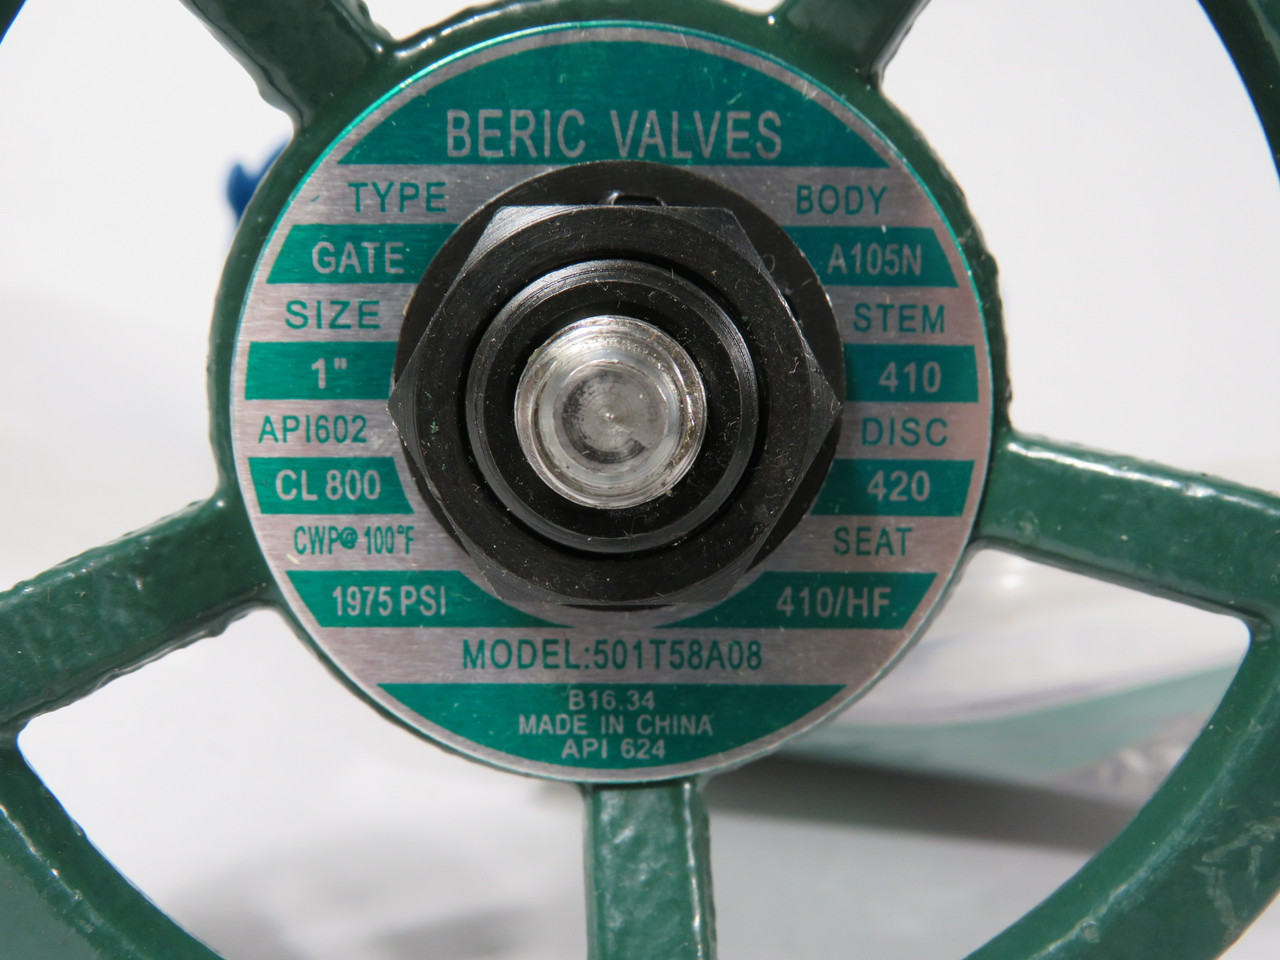 BERIC VALVES
TYPE BODY
GATE A105N
SIZE STEM
1" 410
API602 DISC
CL 800 420
CWP@ 100°F SEAT
1975 PSI 410/HF
MODEL:501T58A08
B16.34
MADE IN CHINA
API 624